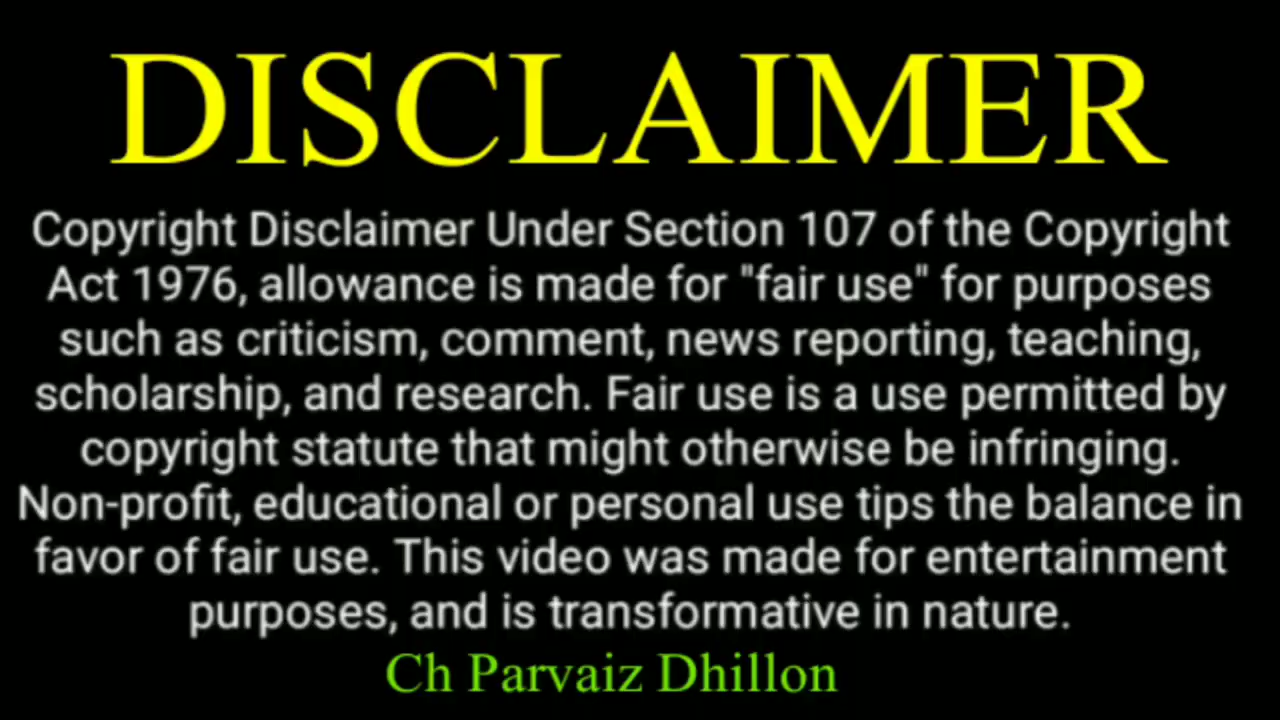 DISCLAIMER
Copyright Disclaimer Under Section 107 of the Copyright
Act 1976, allowance is made for "fair use" for purposes
such as criticism, comment, news reporting, teaching,
scholarship, and research. Fair use is a use permitted by
copyright statute that might otherwise be infringing.
Non-profit, educational or personal use tips the balance in
favor of fair use. This video was made for entertainment
purposes, and is transformative in nature.
Ch Parvaiz Dhillon